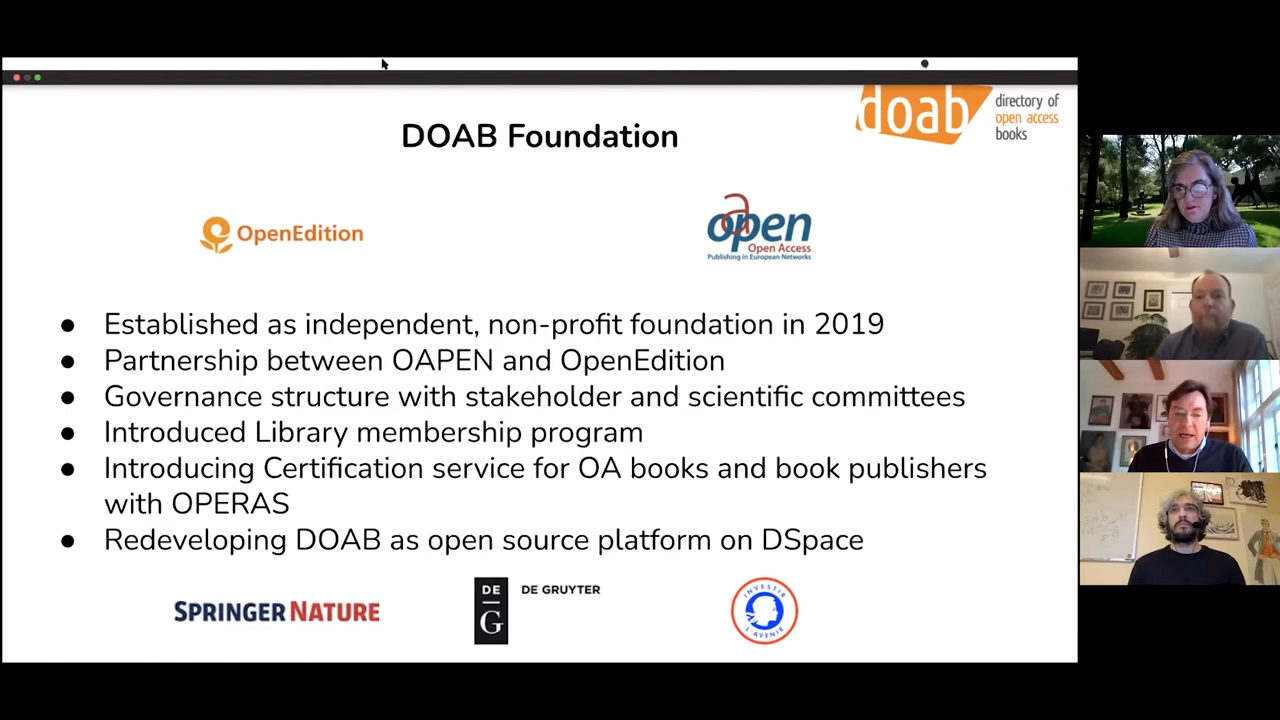 doab
directory of
open access
books
DOAB Foundation
OpenEdition
open
Open Access
Publishing in European Networks
● Established as independent, non-profit foundation in 2019
● Partnership between OAPEN and OpenEdition
● Governance structure with stakeholder and scientific committees
● Introduced Library membership program
● Introducing Certification service for OA books and book publishers
with OPERAS
● Redeveloping DOAB as open source platform on DSpace
SPRINGER NATURE
DE
G
DE GRUYTER
INVESTIR
L'AVENIR